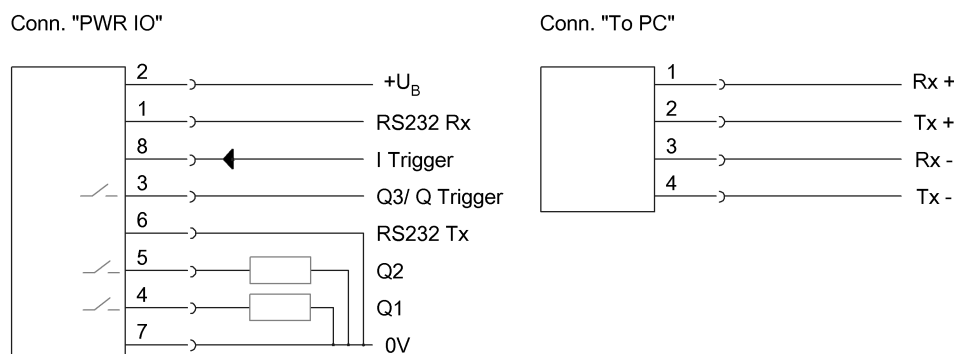 Conn. "PWR IO"
2 +U_B
1 RS232 Rx
8 I Trigger
3 Q3/ Q Trigger
6 RS232 Tx
5 Q2
4 Q1
7 0V
Conn. "To PC"
1 Rx +
2 Tx +
3 Rx -
4 Tx -